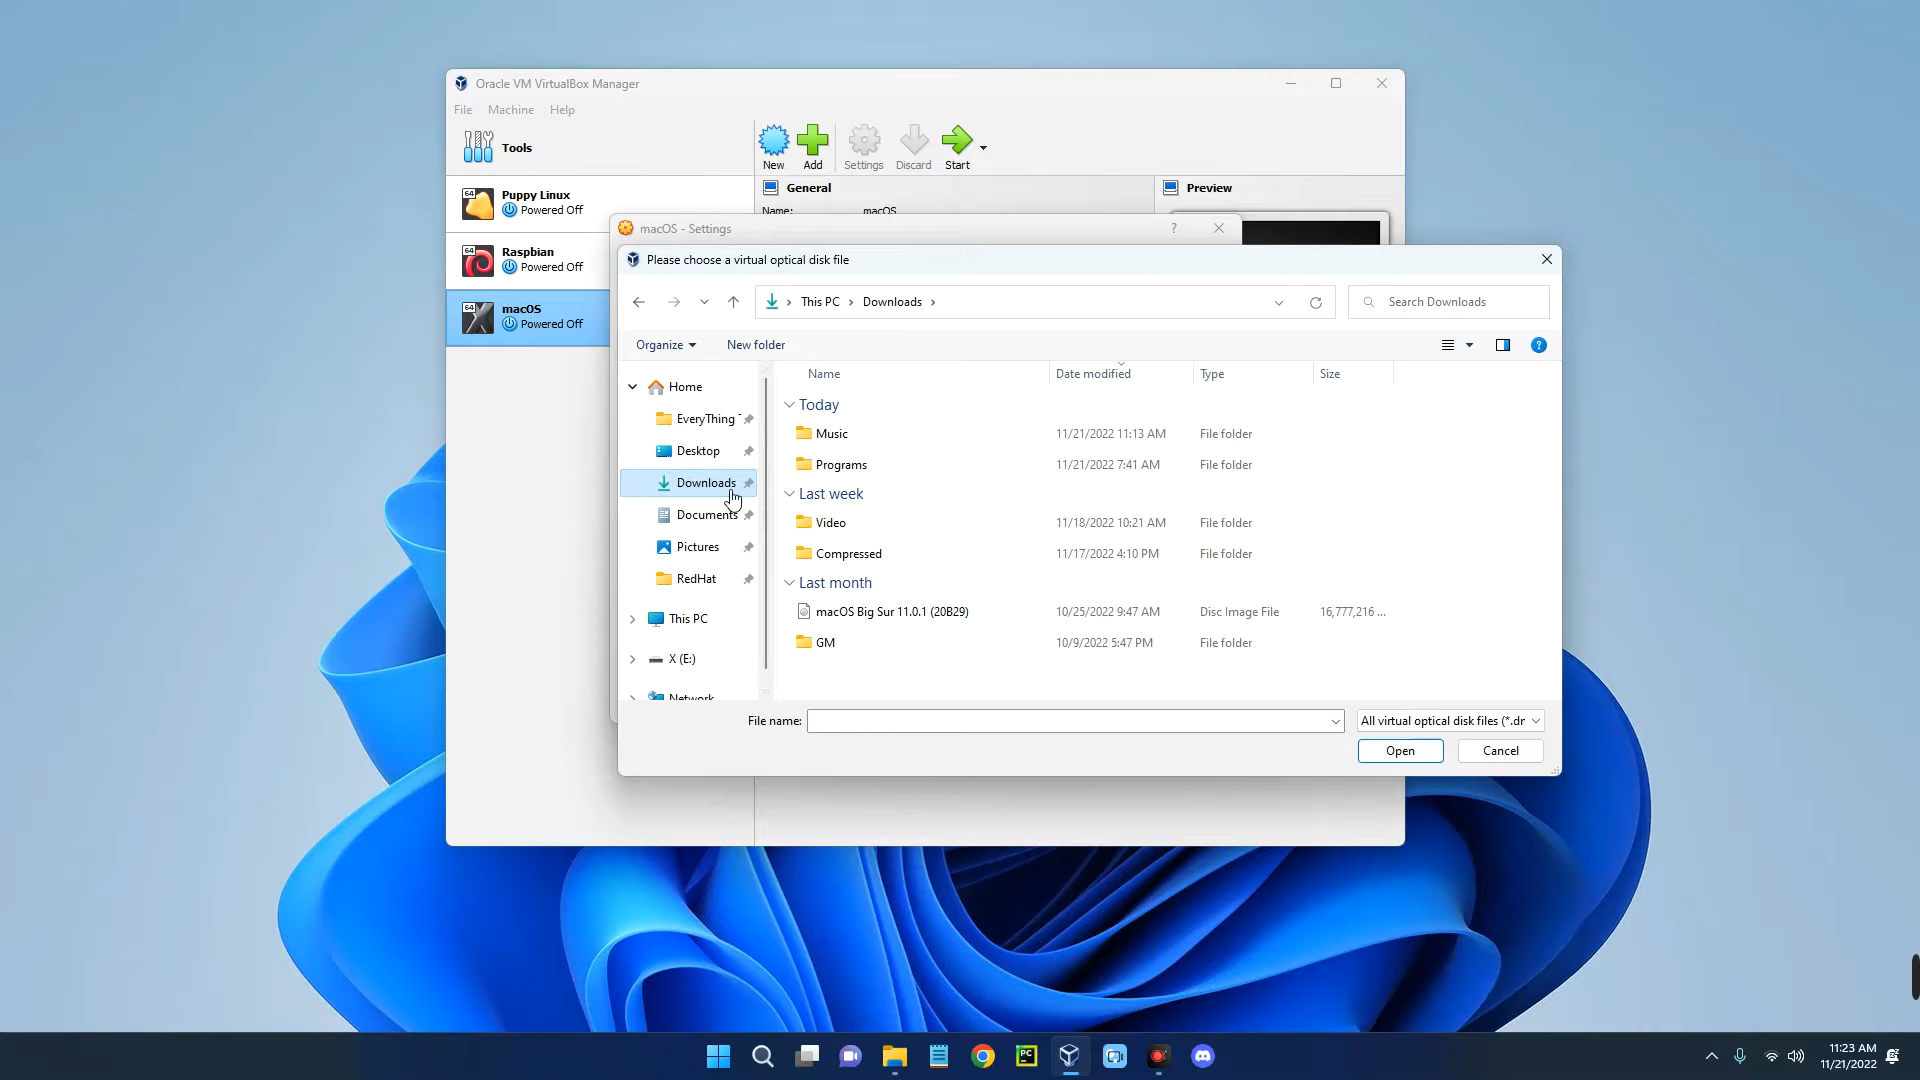 Oracle VM VirtualBox Manager
File Machine Help
Tools
New Add Settings Discard Start
64 Puppy Linux
Powered Off
64 Raspbian
Powered Off
64 macOS
Powered Off
General
Name: macOS
Preview
macOS - Settings ?
Please choose a virtual optical disk file
This PC Downloads
Search Downloads
Organize New folder ?
Home
EveryThing
Desktop
Downloads
Documents
Pictures
RedHat
This PC
X (E:)
Network
Name Date modified Type Size
Today
Music 11/21/2022 11:13 AM File folder
Programs 11/21/2022 7:41 AM File folder
Last week
Video 11/18/2022 10:21 AM File folder
Compressed 11/17/2022 4:10 PM File folder
Last month
macOS Big Sur 11.0.1 (20B29) 10/25/2022 9:47 AM Disc Image File 16,777,216 ...
GM 10/9/2022 5:47 PM File folder
File name: All virtual optical disk files (*.dr
Open Cancel
PC
11:23 AM
11/21/2022